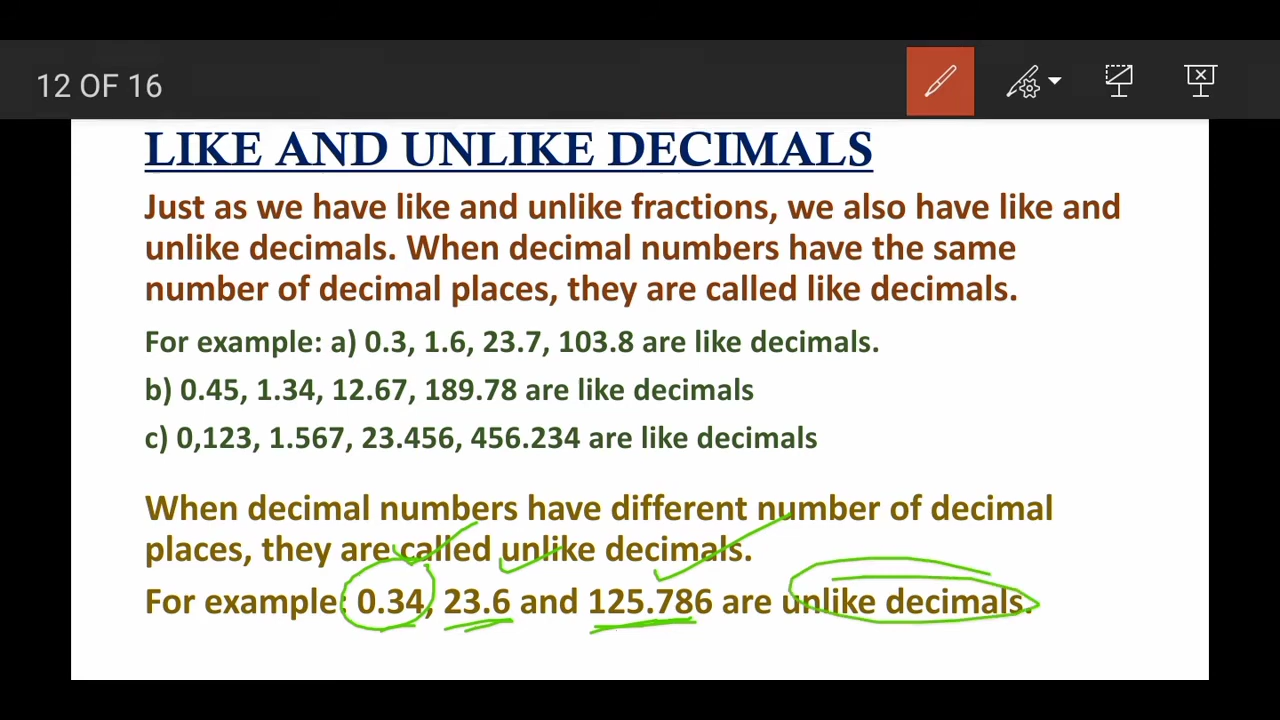 12 OF 16
LIKE AND UNLIKE DECIMALS
Just as we have like and unlike fractions, we also have like and
unlike decimals. When decimal numbers have the same
number of decimal places, they are called like decimals.
For example: a) 0.3, 1.6, 23.7, 103.8 are like decimals.
b) 0.45, 1.34, 12.67, 189.78 are like decimals
c) 0,123, 1.567, 23.456, 456.234 are like decimals
When decimal numbers have different number of decimal
places, they are called unlike decimals.
For example: 0.34, 23.6 and 125.786 are unlike decimals.